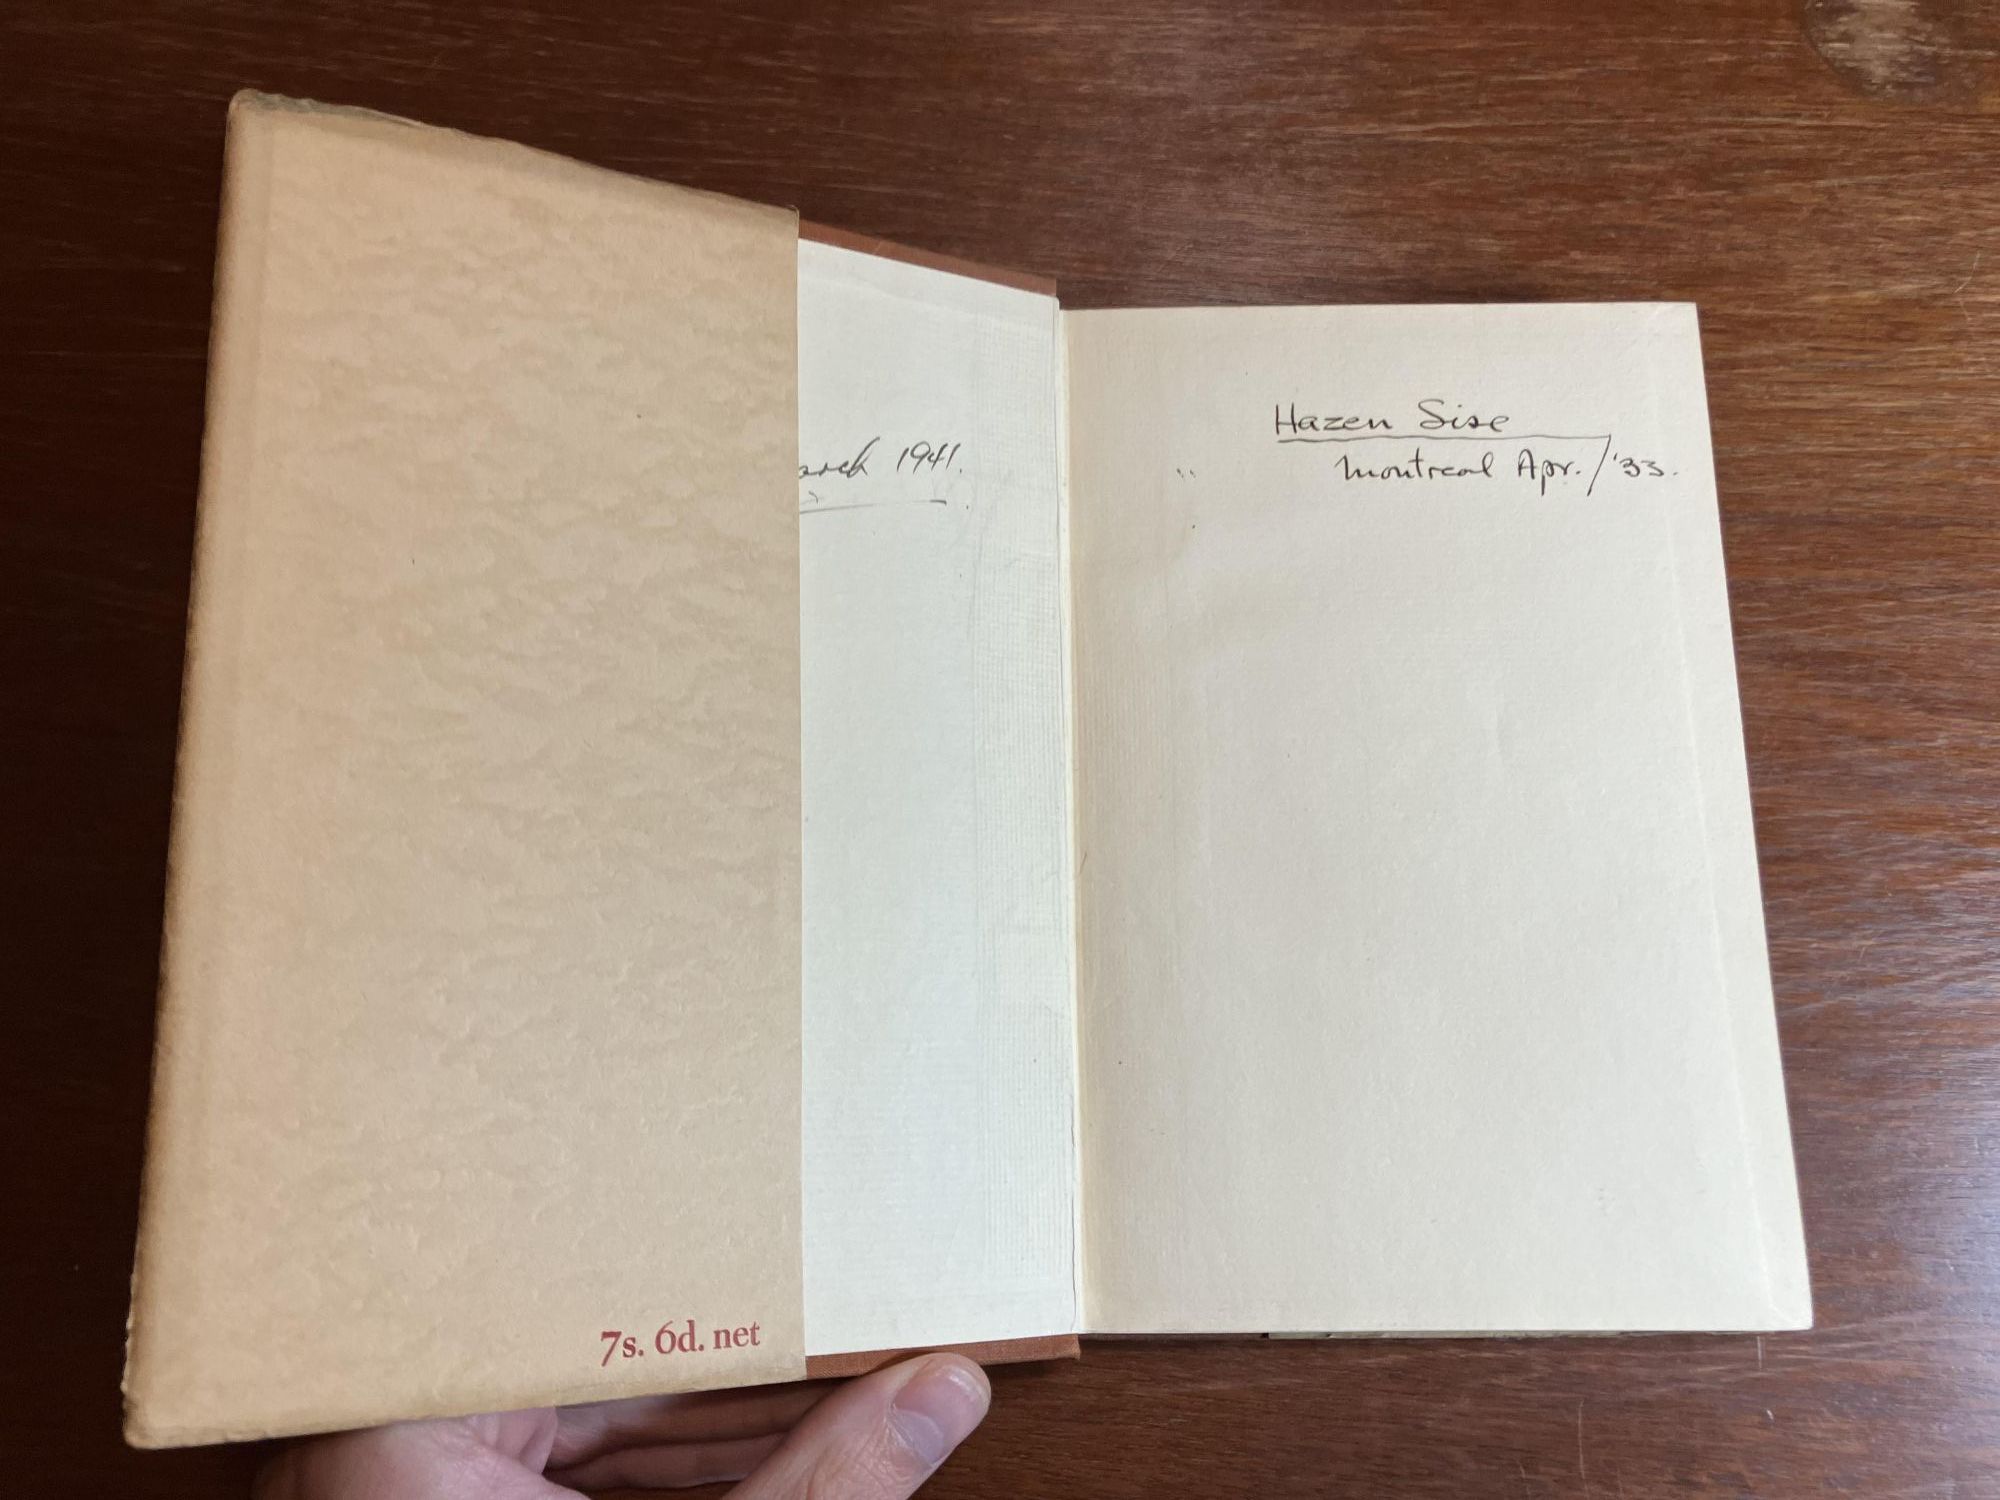 1941.
Hazen Sise
Montreal Apr./'33.
7s. 6d. net